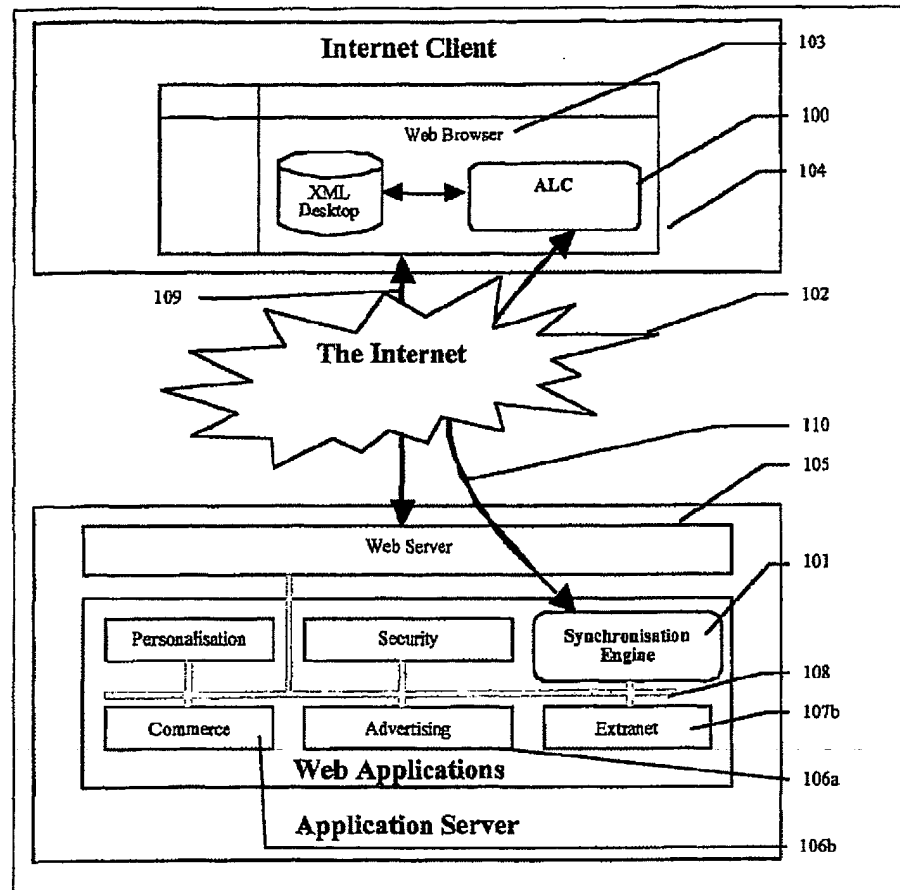 Internet Client
103
Web Browser
100
XML
Desktop
ALC
104
109
102
The Internet
110
105
Web Server
101
Personalisation
Security
Synchronisation
Engine
108
Commerce
Advertising
Extranet
107b
Web Applications
106a
Application Server
106b